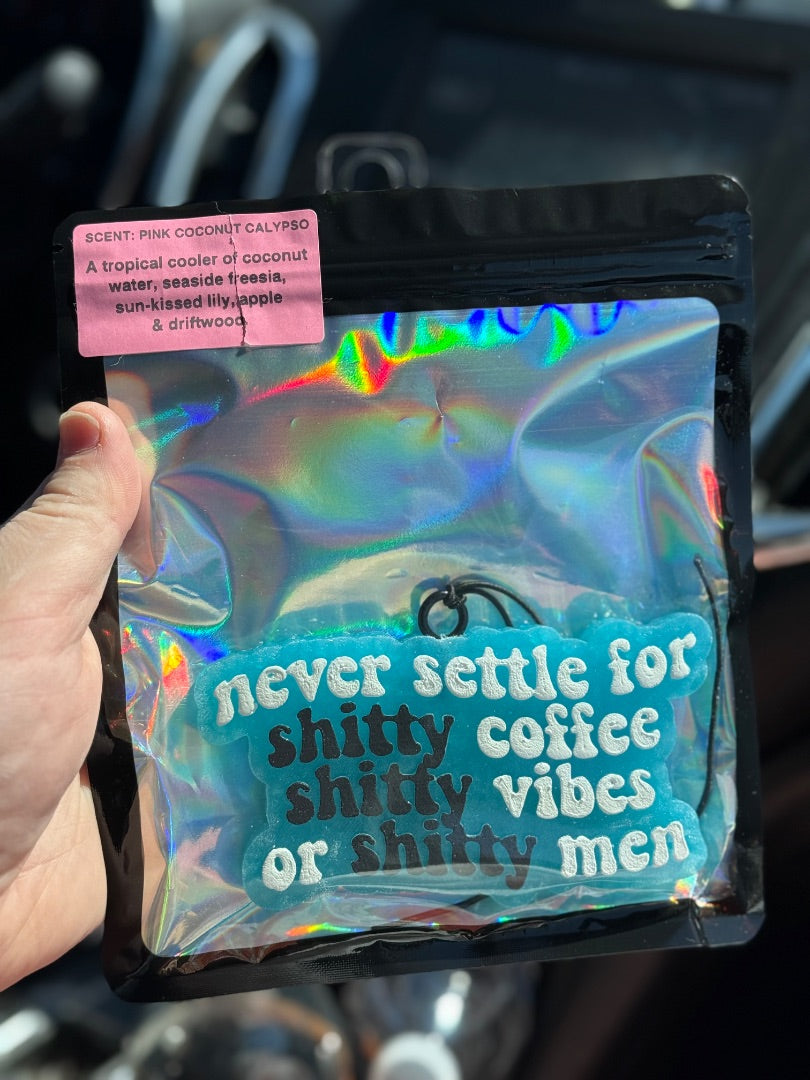 SCENT: PINK COCONUT CALYPSO
A tropical cooler of coconut
water, seaside freesia,
sun-kissed lily, apple
& driftwood
never settle for
shitty coffee
shitty vibes
or shitty men